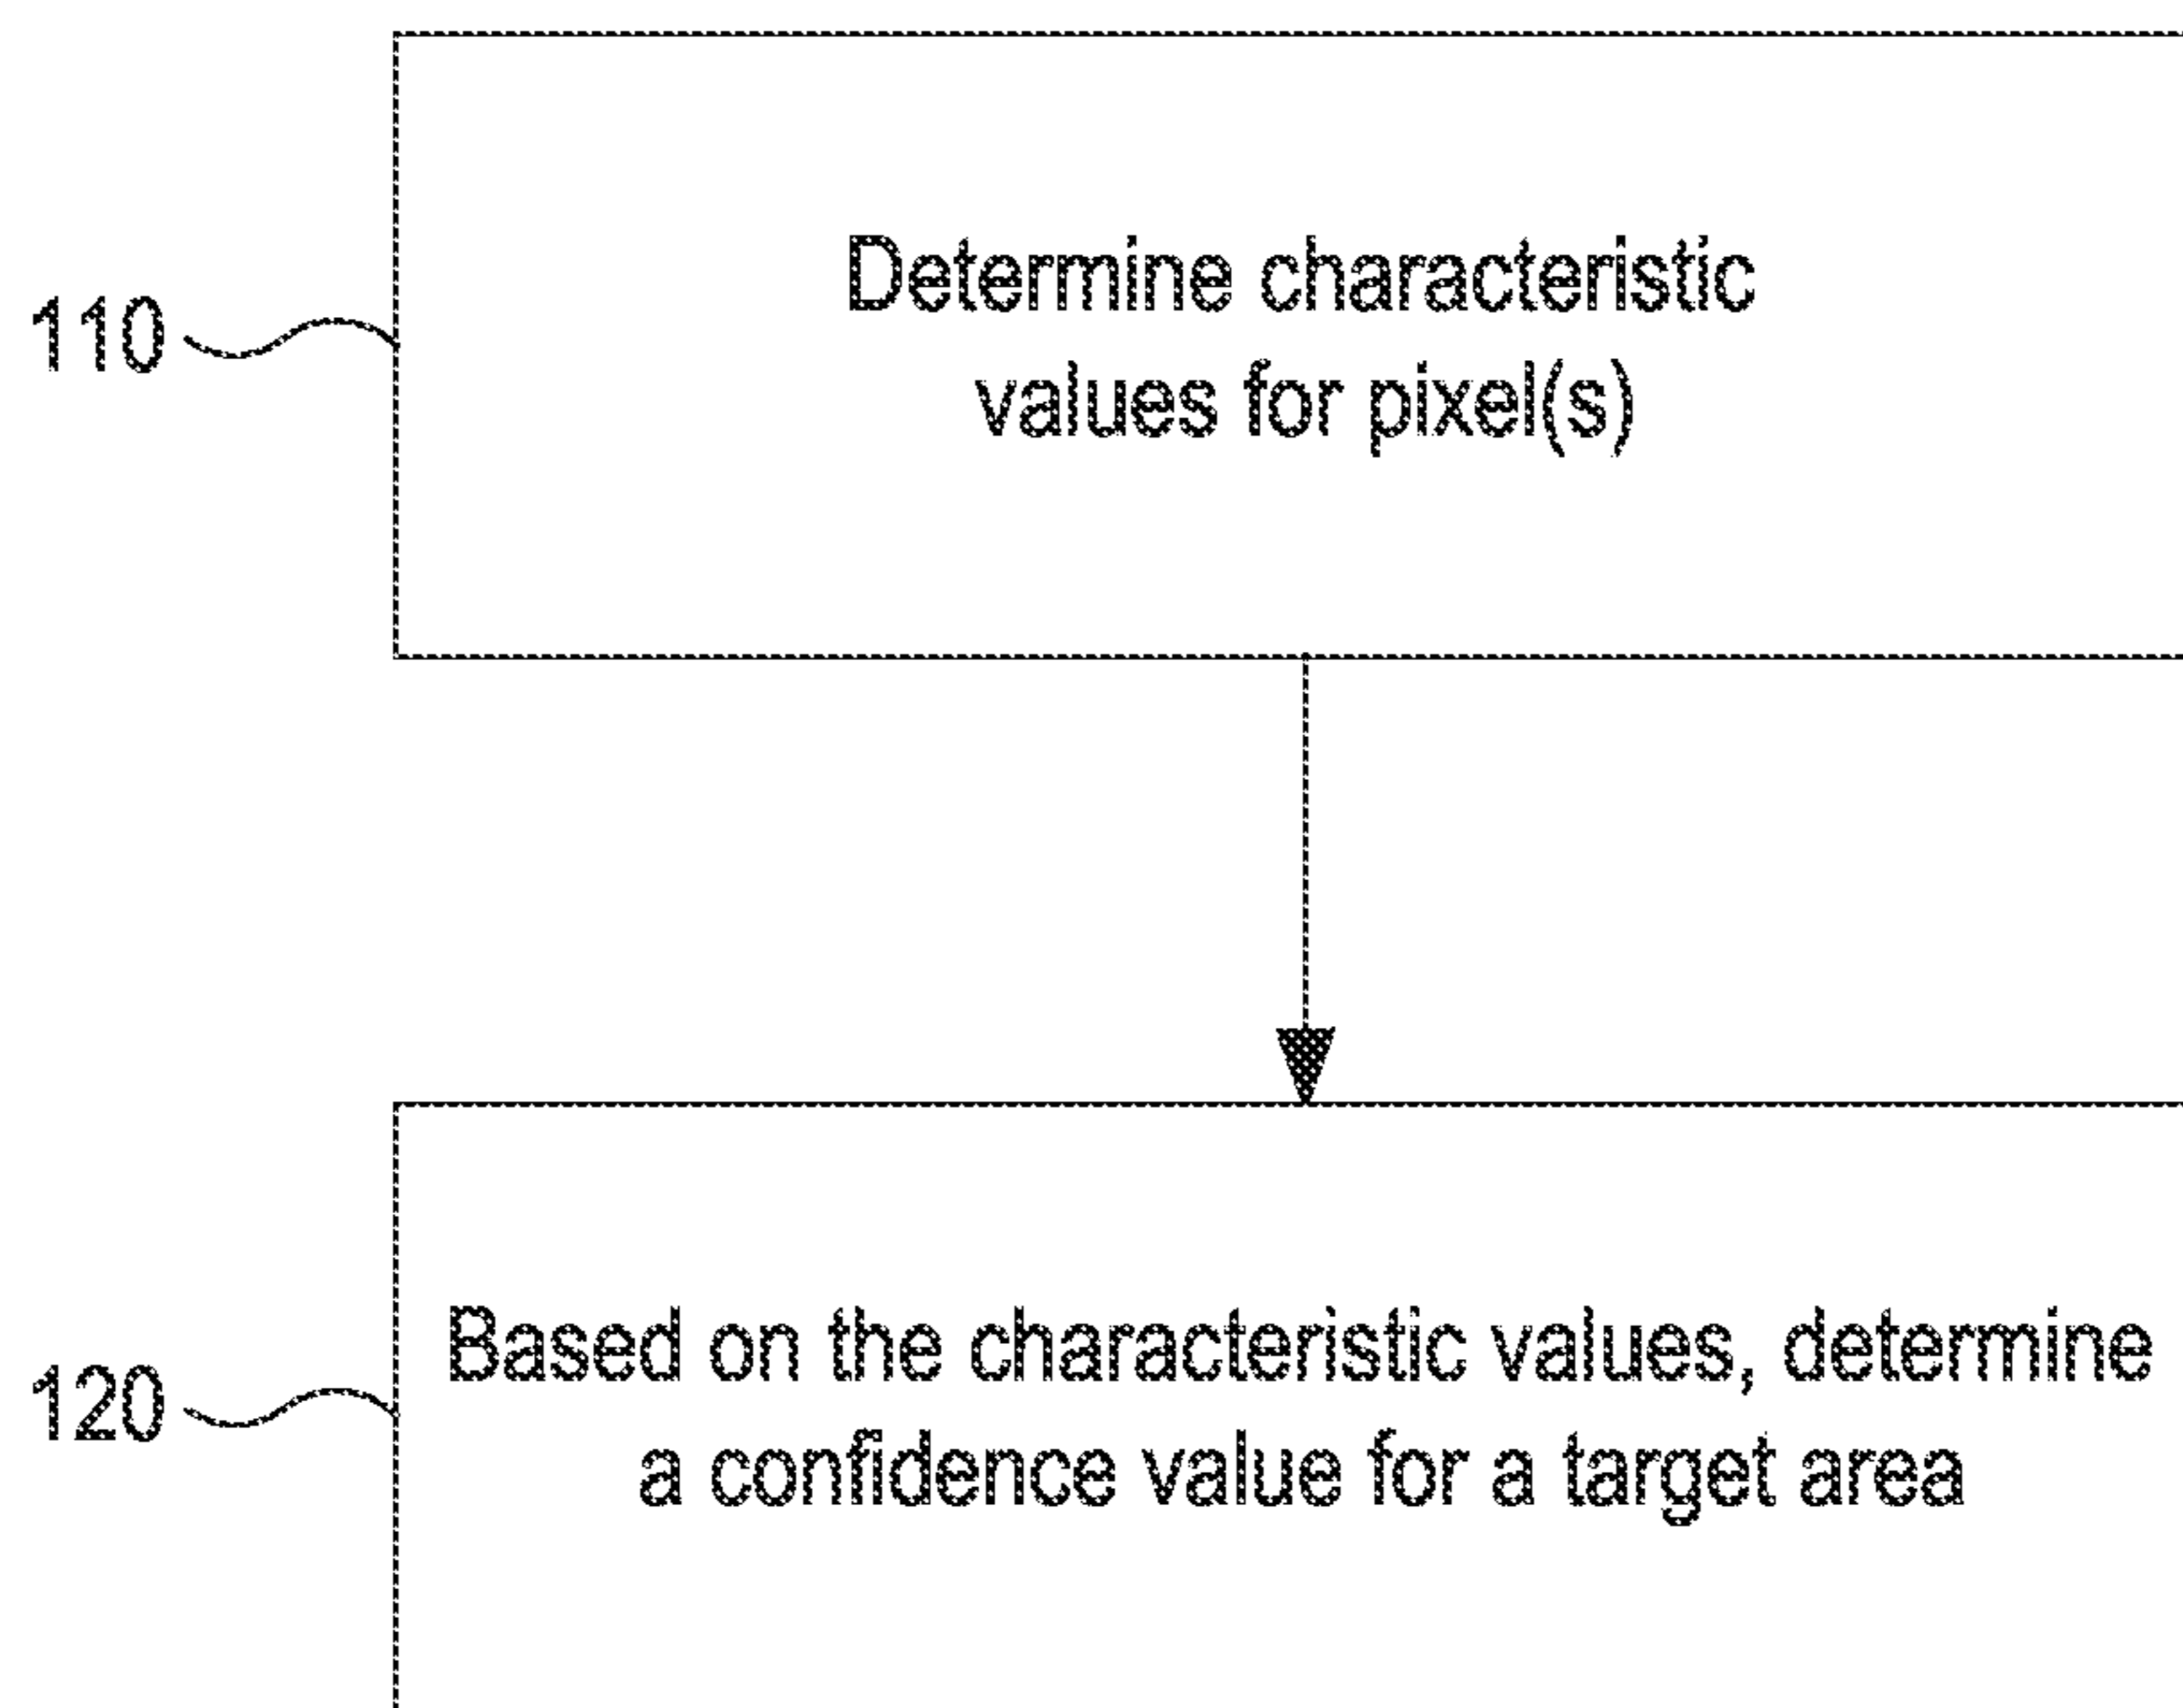 110
Determine characteristic
values for pixel(s)
120
Based on the characteristic values, determine
a confidence value for a target area